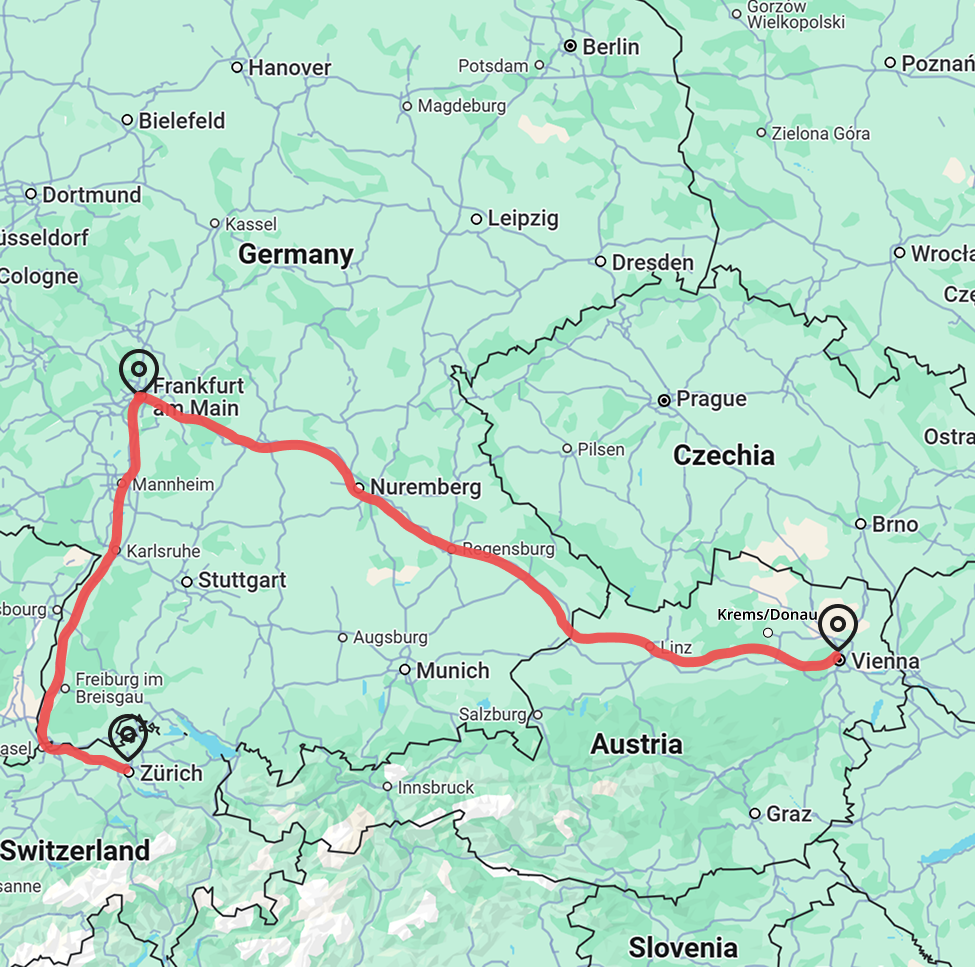 Gorzów
Wielkopolski
Berlin
Potsdam
Hanover
Poznań
Magdeburg
Bielefeld
Zielona Góra
Dortmund
Kassel
Leipzig
üsseldorf
Germany
Wrocła
Dresden
Cologne
Czę
Frankfurt
am Main
Prague
Ostra
Pilsen
Czechia
Mannheim
Nuremberg
Brno
Karlsruhe
Regensburg
Stuttgart
sbourg
Krems/Donau
Augsburg
Linz
Vienna
Munich
Freiburg im
Breisgau
Salzburg
asel
Austria
Zürich
Innsbruck
Graz
Switzerland
sanne
Slovenia